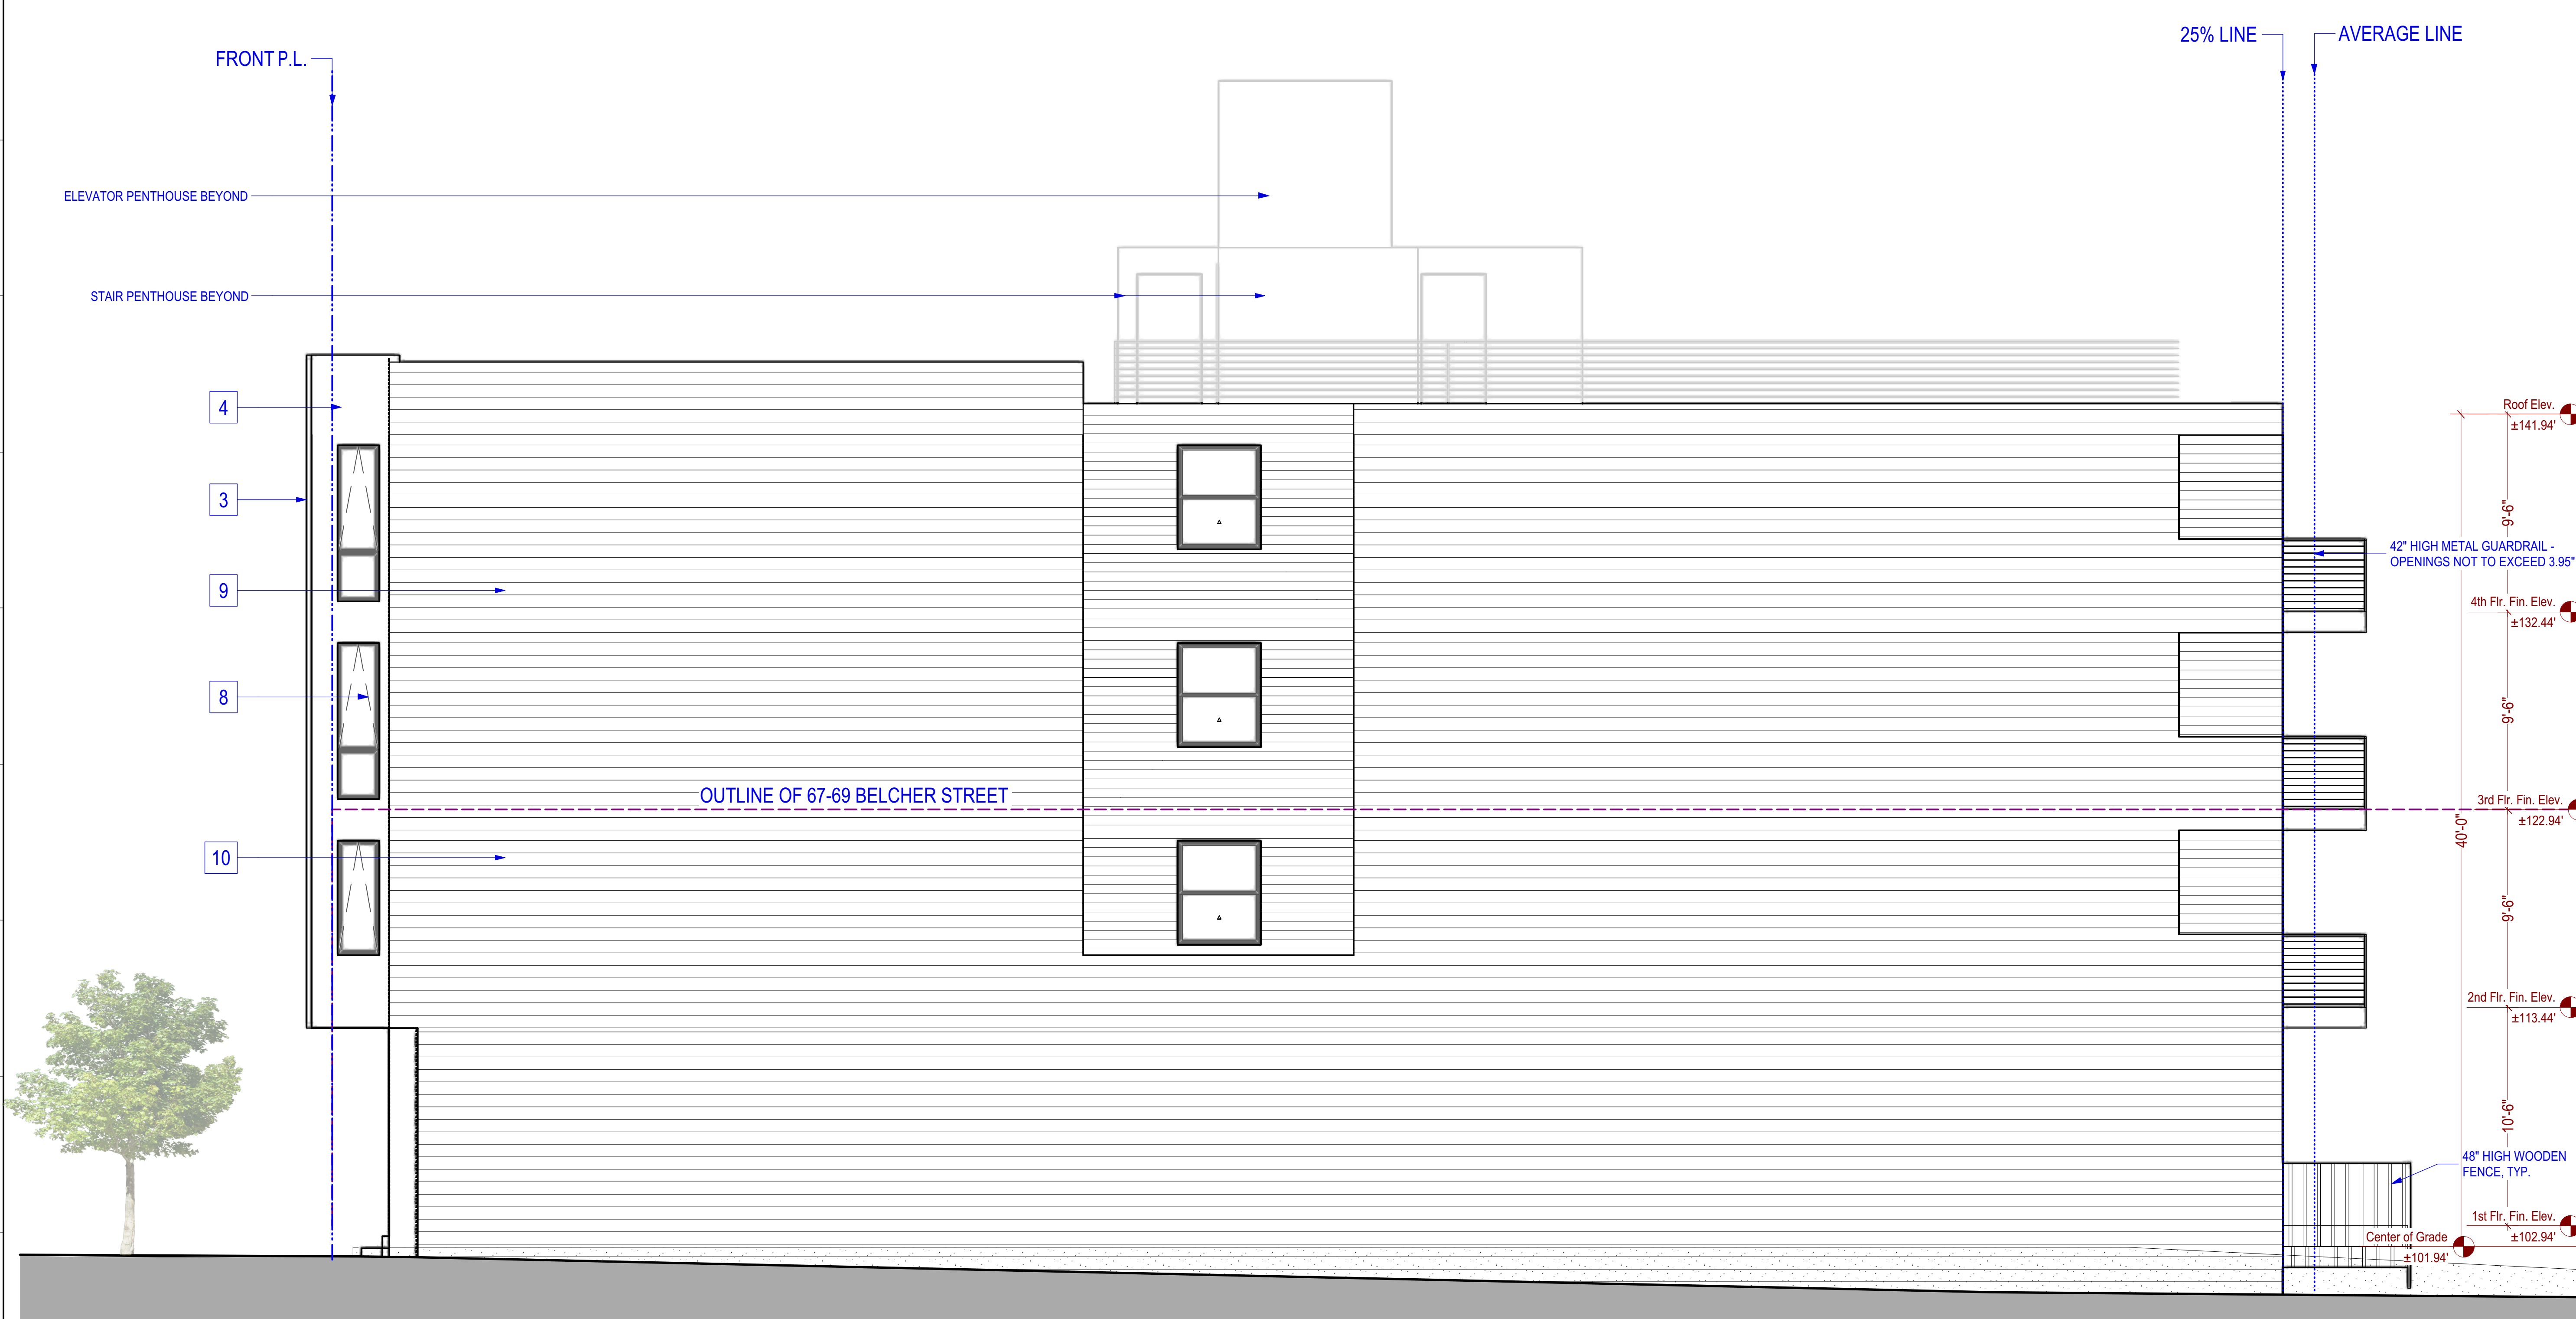 FRONT P.L.
25% LINE
AVERAGE LINE
ELEVATOR PENTHOUSE BEYOND
STAIR PENTHOUSE BEYOND
4
Roof Elev.
±141.94'
3
9'-6"
42" HIGH METAL GUARDRAIL -
OPENINGS NOT TO EXCEED 3.95"
9
4th Flr. Fin. Elev.
±132.44'
8
9'-6"
OUTLINE OF 67-69 BELCHER STREET
3rd Flr. Fin. Elev.
±122.94'
40'-0"
10
9'-6"
2nd Flr. Fin. Elev.
±113.44'
10'-6"
48" HIGH WOODEN
FENCE, TYP.
1st Flr. Fin. Elev.
±102.94'
Center of Grade
±101.94'